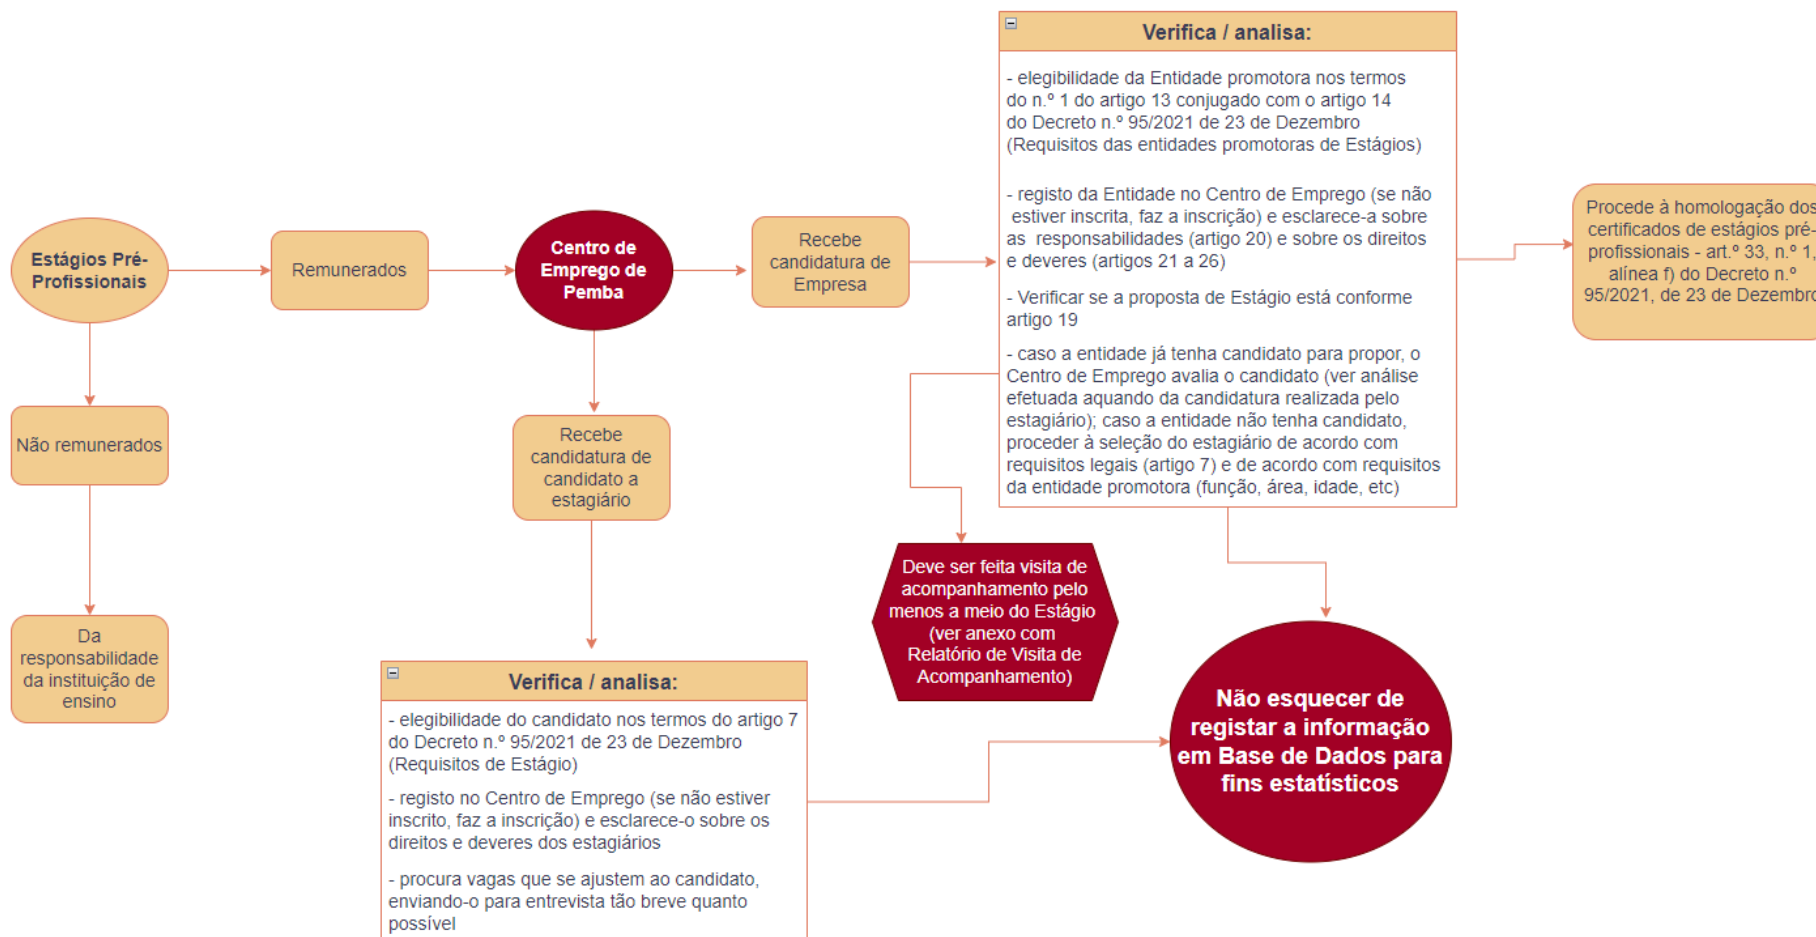 Estágios Pré-
Profissionais
Remunerados
Centro de
Emprego de
Pemba
Recebe
candidatura de
Empresa
Verifica / analisa:
- elegibilidade da Entidade promotora nos termos
do n.º 1 do artigo 13 conjugado com o artigo 14
do Decreto n.º 95/2021 de 23 de Dezembro
(Requisitos das entidades promotoras de Estágios)
- registo da Entidade no Centro de Emprego (se não
estiver inscrita, faz a inscrição) e esclarece-a sobre
as responsabilidades (artigo 20) e sobre os direitos
e deveres (artigos 21 a 26)
- Verificar se a proposta de Estágio está conforme
artigo 19
- caso a entidade já tenha candidato para propor, o
Centro de Emprego avalia o candidato (ver análise
efetuada aquando da candidatura realizada pelo
estagiário); caso a entidade não tenha candidato,
proceder à seleção do estagiário de acordo com
requisitos legais (artigo 7) e de acordo com requisitos
da entidade promotora (função, área, idade, etc)
Procede à homologação dos
certificados de estágios pré-
profissionais - art.º 33, n.º 1,
alínea f) do Decreto n.º
95/2021, de 23 de Dezembro
Não remunerados
Da
responsabilidade
da instituição de
ensino
Recebe
candidatura de
candidato a
estagiário
Verifica / analisa:
- elegibilidade do candidato nos termos do artigo 7
do Decreto n.º 95/2021 de 23 de Dezembro
(Requisitos de Estágio)
- registo no Centro de Emprego (se não estiver
inscrito, faz a inscrição) e esclarece-o sobre os
direitos e deveres dos estagiários
- procura vagas que se ajustem ao candidato,
enviando-o para entrevista tão breve quanto
possível
Deve ser feita visita de
acompanhamento pelo
menos a meio do Estágio
(ver anexo com
Relatório de Visita de
Acompanhamento)
Não esquecer de
registar a informação
em Base de Dados para
fins estatísticos